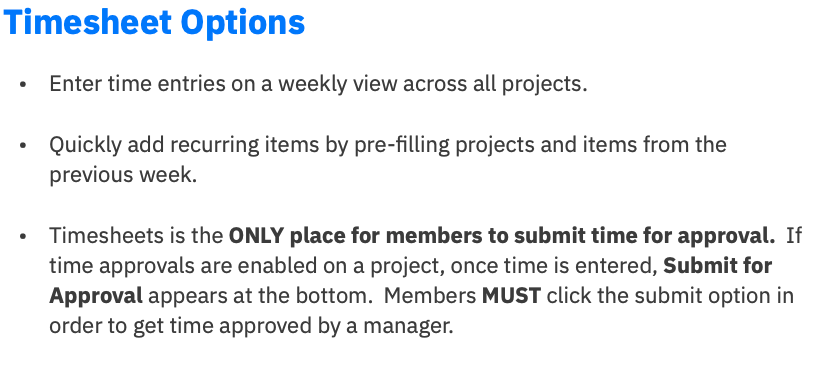 Timesheet Options
• Enter time entries on a weekly view across all projects.
• Quickly add recurring items by pre-filling projects and items from the
previous week.
• Timesheets is the ONLY place for members to submit time for approval.  If
time approvals are enabled on a project, once time is entered, Submit for
Approval appears at the bottom.  Members MUST click the submit option in
order to get time approved by a manager.